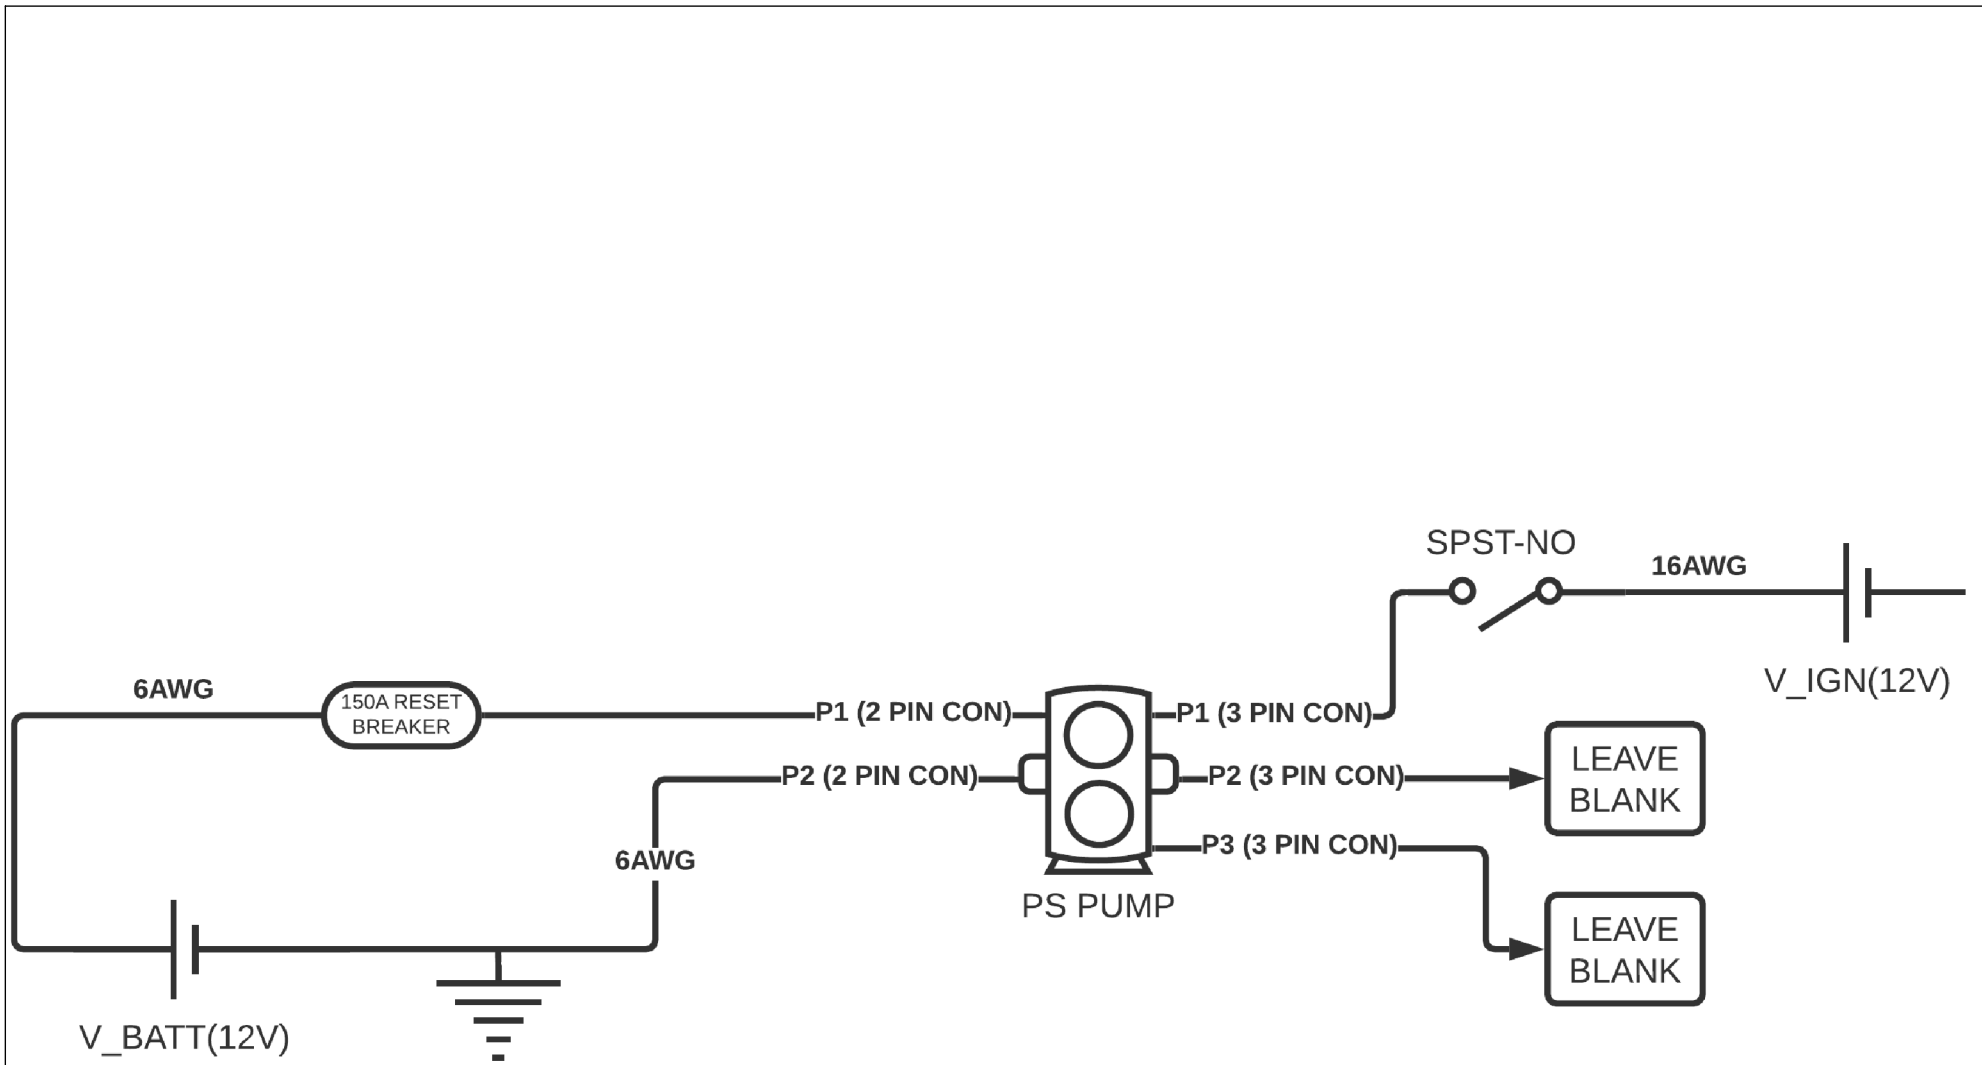 SPST-NO
16AWG
V_IGN(12V)
6AWG
150A RESET
BREAKER
P1 (2 PIN CON)
P1 (3 PIN CON)
P2 (2 PIN CON)
P2 (3 PIN CON)
LEAVE
BLANK
6AWG
P3 (3 PIN CON)
PS PUMP
LEAVE
BLANK
V_BATT(12V)